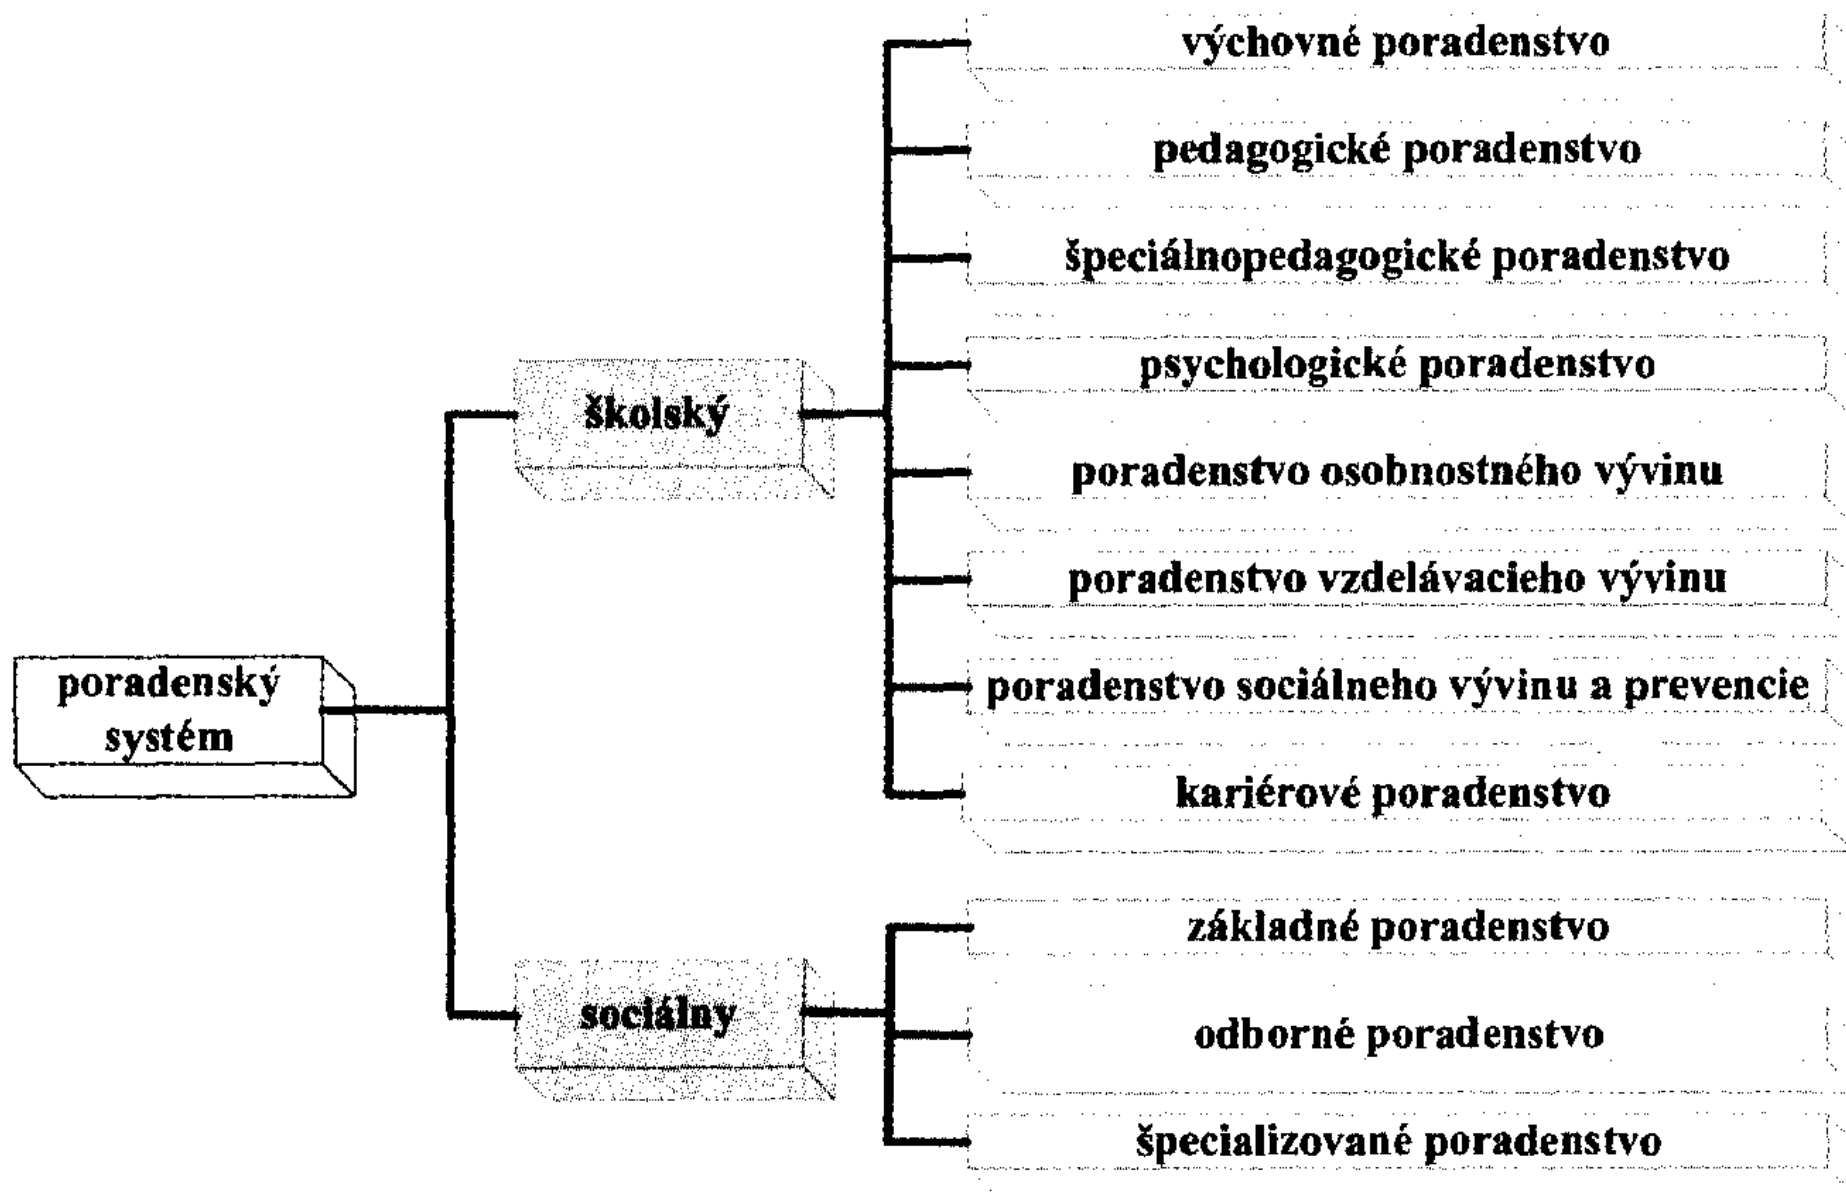 výchovné poradenstvo
pedagogické poradenstvo
špeciálnopedagogické poradenstvo
psychologické poradenstvo
školský
poradenstvo osobnostného vývinu
poradenstvo vzdelávacieho vývinu
poradenstvo sociálneho vývinu a prevencie
poradenský
systém
kariérové poradenstvo
základné poradenstvo
sociálny
odborné poradenstvo
špecializované poradenstvo